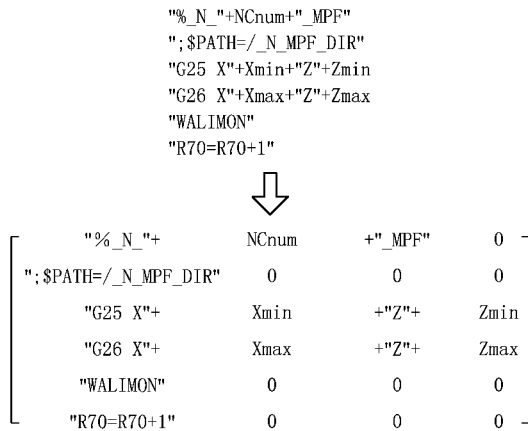 "%_N_"+NCnum+"_MPF"
";$PATH=/_N_MPF_DIR"
"G25 X"+Xmin+"Z"+Zmin
"G26 X"+Xmax+"Z"+Zmax
"WALIMON"
"R70=R70+1"
"%_N_"+ NCnum +"_MPF" 0
";$PATH=/_N_MPF_DIR" 0 0 0
"G25 X"+ Xmin +"Z"+ Zmin
"G26 X"+ Xmax +"Z"+ Zmax
"WALIMON" 0 0 0
"R70=R70+1" 0 0 0